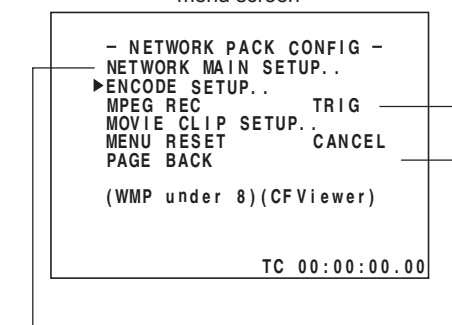 menu screen
– NETWORK PACK CONFIG –
NETWORK MAIN SETUP..
▶ENCODE SETUP..
MPEG REC TRIG
MOVIE CLIP SETUP..
MENU RESET CANCEL
PAGE BACK
(WMP under 8)(CFViewer)
TC 00:00:00.00